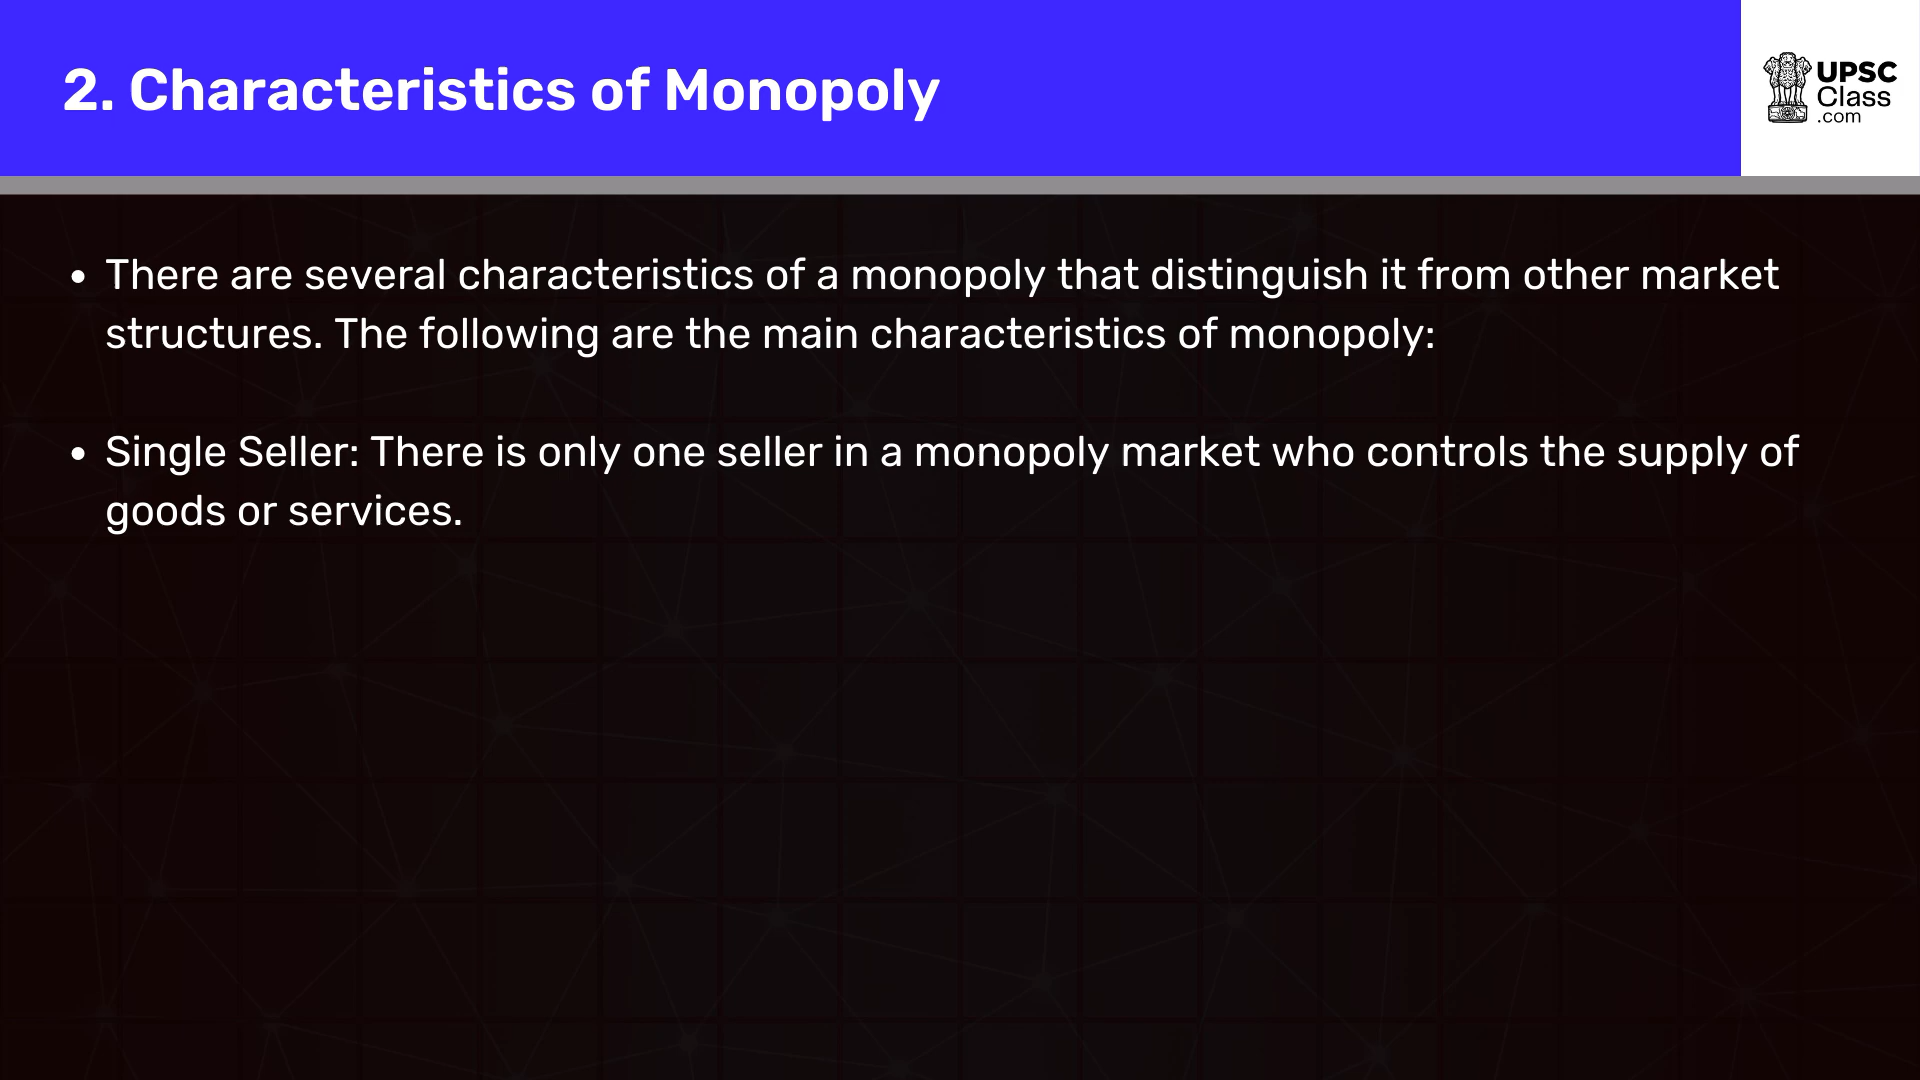 2. Characteristics of Monopoly
UPSC
Class
.com
• There are several characteristics of a monopoly that distinguish it from other market
structures. The following are the main characteristics of monopoly:
• Single Seller: There is only one seller in a monopoly market who controls the supply of
goods or services.